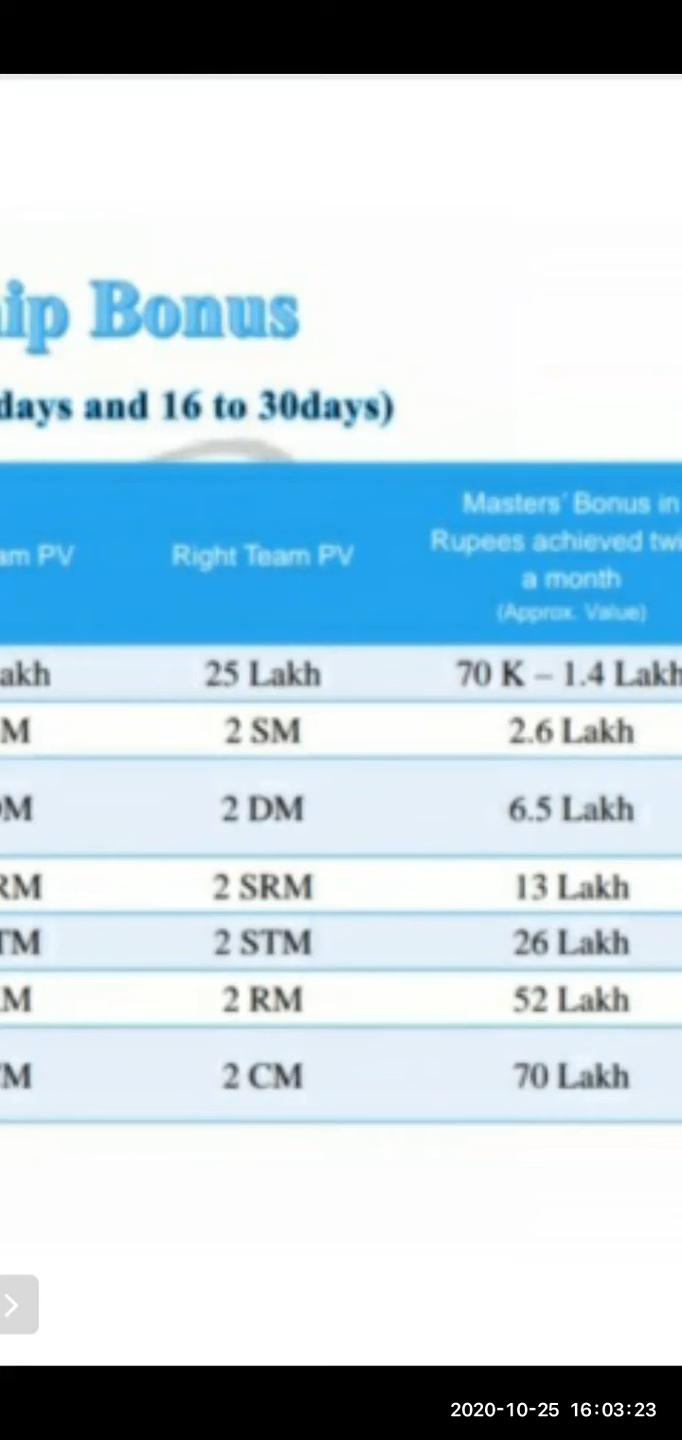 ip Bonus
days and 16 to 30days)
am PV
Right Team PV
Masters' Bonus in
Rupees achieved twi
a month
(Approx. Value)
akh 25 Lakh 70 K – 1.4 Lakh
M 2 SM 2.6 Lakh
M 2 DM 6.5 Lakh
RM 2 SRM 13 Lakh
TM 2 STM 26 Lakh
M 2 RM 52 Lakh
M 2 CM 70 Lakh
2020-10-25 16:03:23